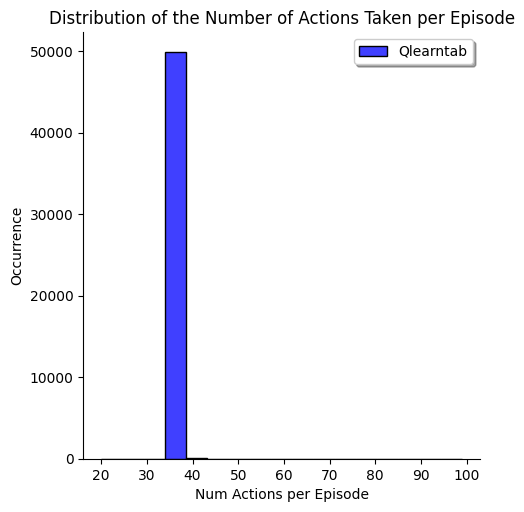 Distribution of the Number of Actions Taken per Episode
Qlearntab
50000
40000
30000
20000
10000
0
Occurrence
20 30 40 50 60 70 80 90 100
Num Actions per Episode